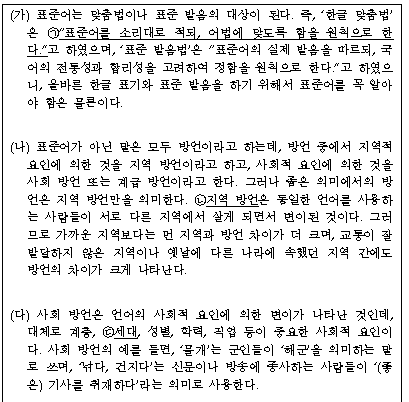 (가) 표준어는 맞춤법이나 표준 발음의 대상이 된다. 즉, ‘한글 맞춤법’
은 ㉠“표준어를 소리대로 적되, 어법에 맞도록 함을 원칙으로 한
다.”고 하였으며, ‘표준 발음법’은 “표준어의 실제 발음을 따르되, 국
어의 전통성과 합리성을 고려하여 정함을 원칙으로 한다.”고 하였으
니, 올바른 한글 표기와 표준 발음을 하기 위해서 표준어를 꼭 알아
야 함은 물론이다.
(나) 표준어가 아닌 말은 모두 방언이라고 하는데, 방언 중에서 지역적
요인에 의한 것을 지역 방언이라고 하고, 사회적 요인에 의한 것을
사회 방언 또는 계급 방언이라고 한다. 그러나 좁은 의미에서의 방
언은 지역 방언만을 의미한다. ㉡지역 방언은 동일한 언어를 사용하
는 사람들이 서로 다른 지역에서 살게 되면서 변이된 것이다. 그러
므로 가까운 지역보다는 먼 지역과 방언 차이가 더 크며, 교통이 잘
발달하지 않은 지역이나 옛날에 다른 나라에 속했던 지역 간에도
방언의 차이가 크게 나타난다.
(다) 사회 방언은 언어의 사회적 요인에 의한 변이가 나타난 것인데,
대체로 계층, ㉢세대, 성별, 학력, 직업 등이 중요한 사회적 요인이
다. 사회 방언의 예를 들면, ‘물개’는 군인들이 ‘해군’을 의미하는 말
로 쓰며, ‘낚다, 건지다’는 신문이나 방송에 종사하는 사람들이 ‘(좋
은) 기사를 취재하다’라는 의미로 사용한다.